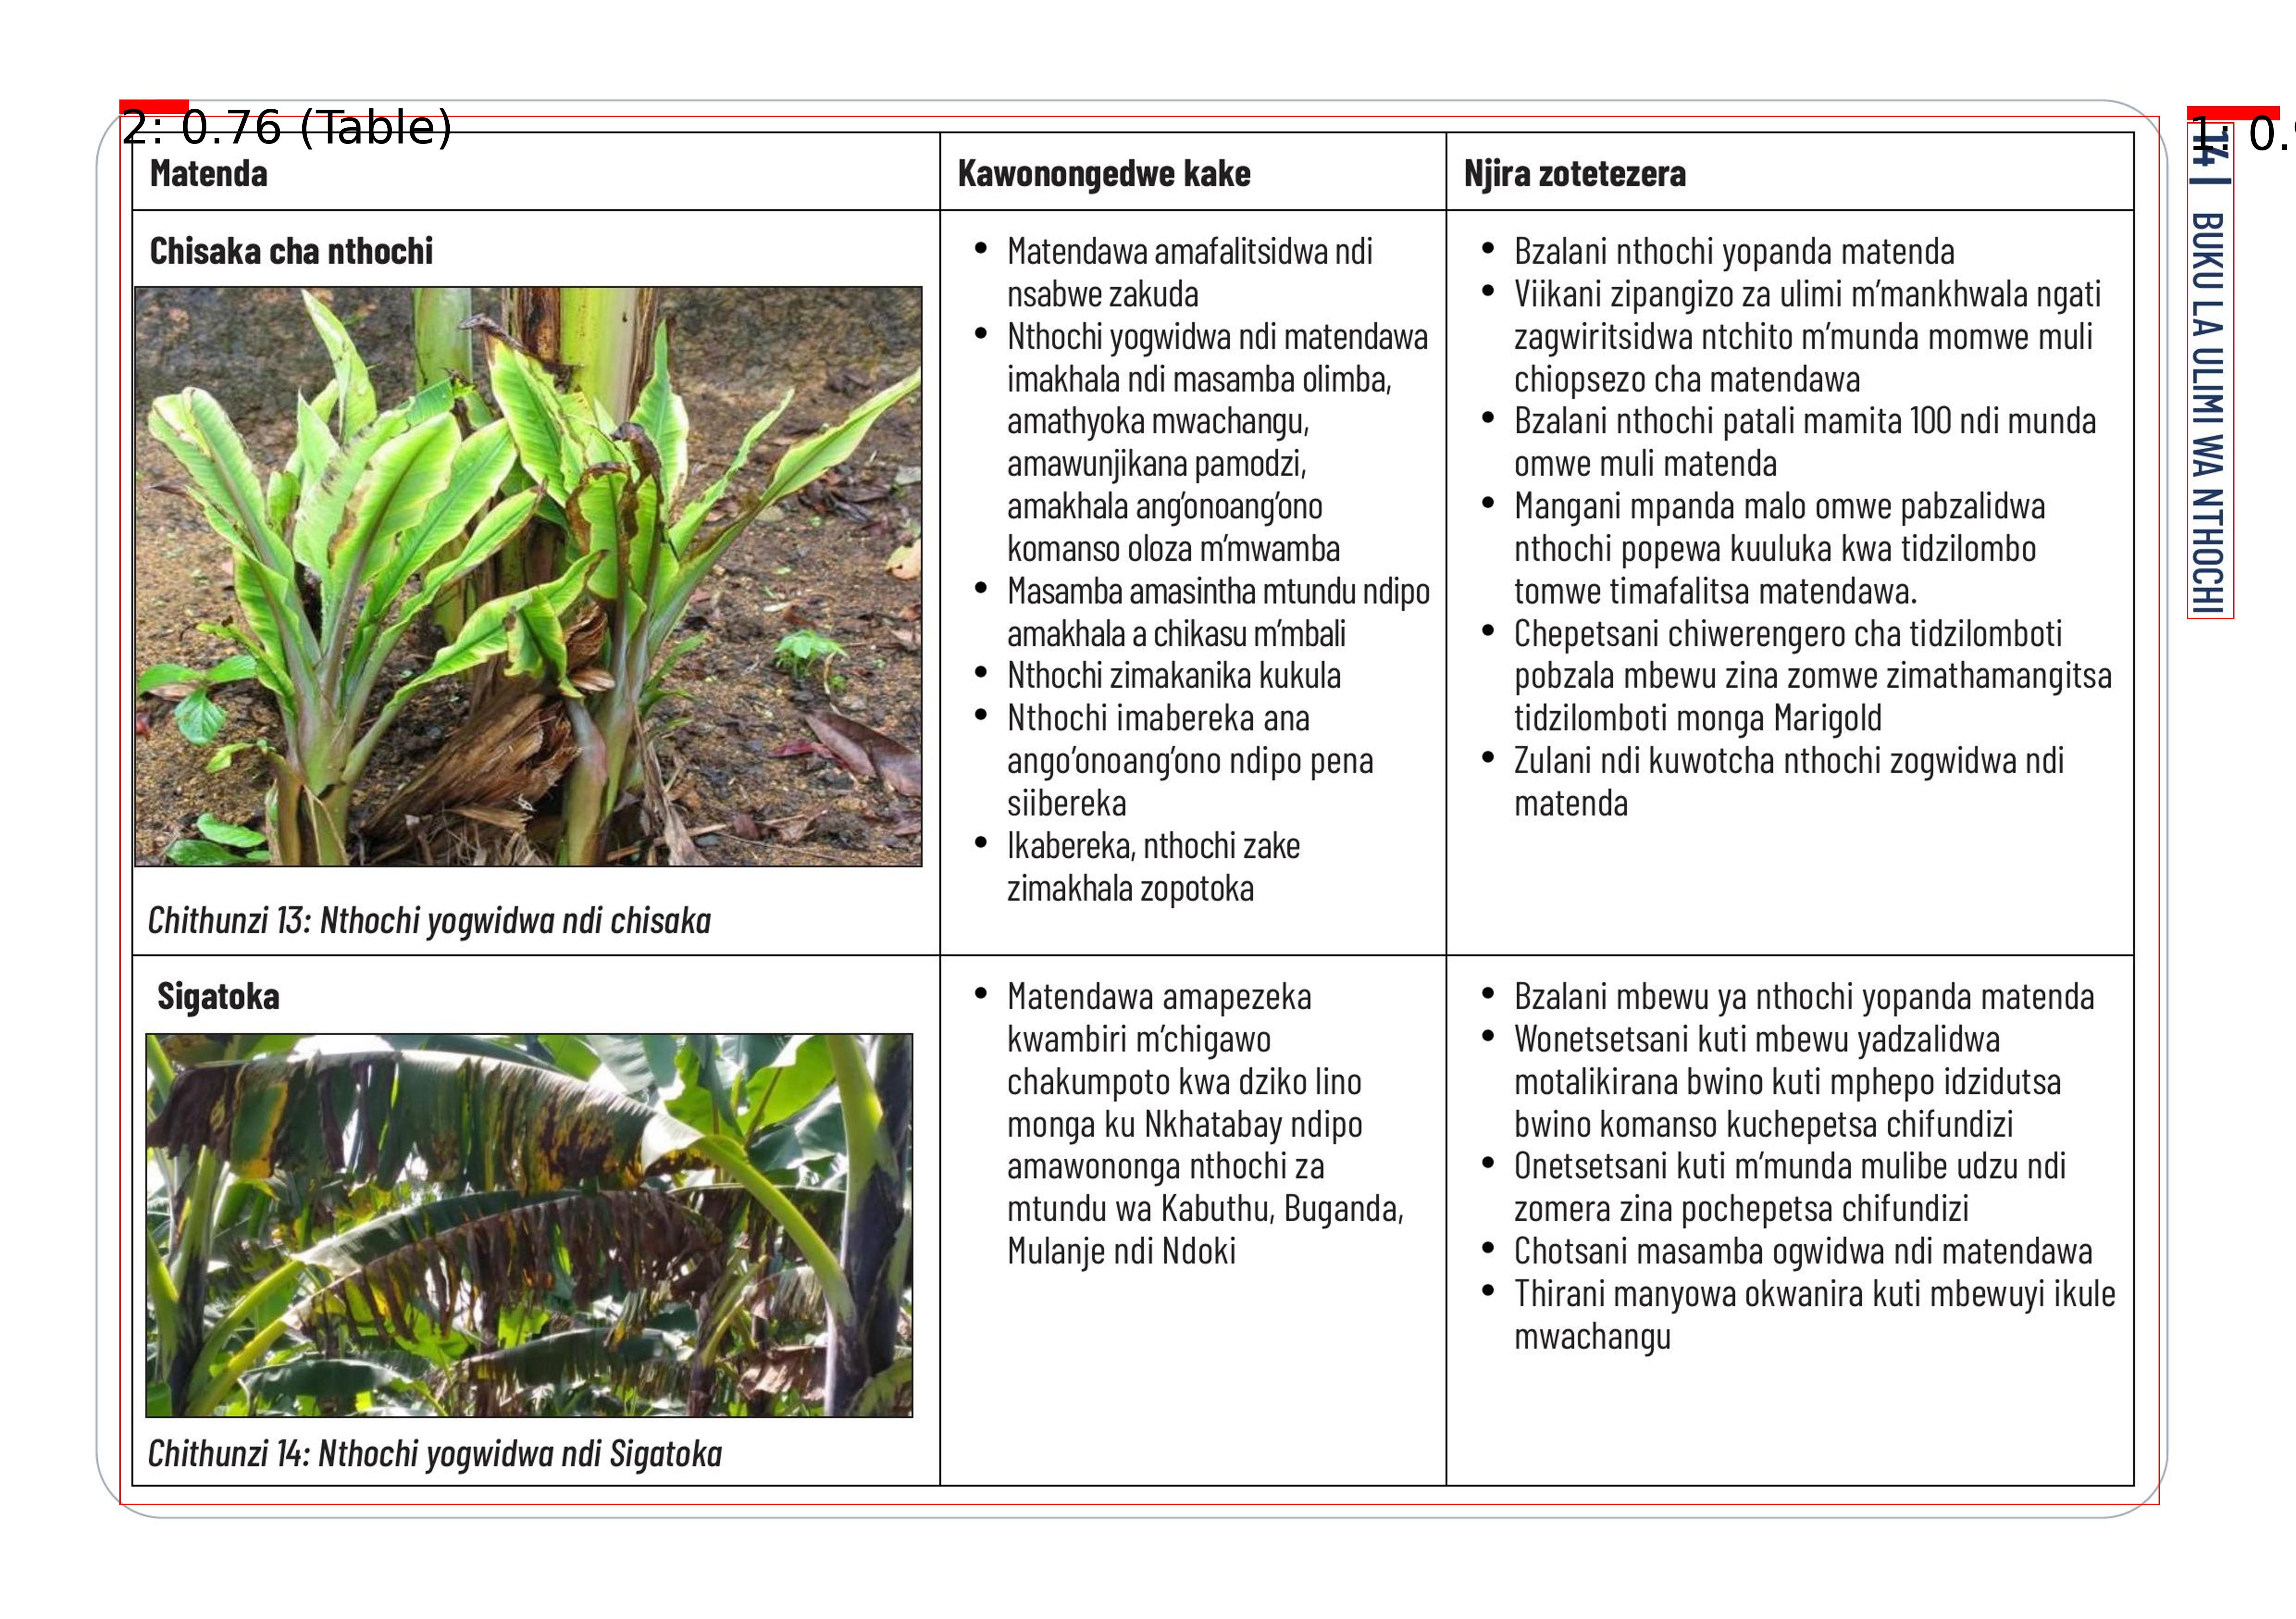 2: 0.76 (Table)
Matenda
Kawonongedwe kake
Njira zotetezera
Chisaka cha nthochi
Chithunzi 13: Nthochi yogwidwa ndi chisaka
• Matendawa amafalitsidwa ndi
nsabwe zakuda
• Nthochi yogwidwa ndi matendawa
imakhala ndi masamba olimba,
amathyoka mwachangu,
amawunjikana pamodzi,
amakhala ang'onoang'ono
komanso oloza m'mwamba
• Masamba amasintha mtundu ndipo
amakhala a chikasu m'mbali
• Nthochi zimakanika kukula
• Nthochi imabereka ana
ango'onoang'ono ndipo pena
siibereka
• Ikabereka, nthochi zake
zimakhala zopotoka
• Bzalani nthochi yopanda matenda
• Viikani zipangizo za ulimi m'mankhwala ngati
zagwiritsidwa ntchito m'munda momwe muli
chiopsezo cha matendawa
• Bzalani nthochi patali mamita 100 ndi munda
omwe muli matenda
• Mangani mpanda malo omwe pabzalidwa
nthochi popewa kuuluka kwa tidzilombo
tomwe timafalitsa matendawa.
• Chepetsani chiwerengero cha tidzilomboti
pobzala mbewu zina zomwe zimathamangitsa
tidzilomboti monga Marigold
• Zulani ndi kuwotcha nthochi zogwidwa ndi
matenda
Sigatoka
Chithunzi 14: Nthochi yogwidwa ndi Sigatoka
• Matendawa amapezeka
kwambiri m'chigawo
chakumpoto kwa dziko lino
monga ku Nkhatabay ndipo
amawononga nthochi za
mtundu wa Kabuthu, Buganda,
Mulanje ndi Ndoki
• Bzalani mbewu ya nthochi yopanda matenda
• Wonetsetsani kuti mbewu yadzalidwa
motalikirana bwino kuti mphepo idzidutsa
bwino komanso kuchepetsa chifundizi
• Onetsetsani kuti m'munda mulibe udzu ndi
zomera zina pochepetsa chifundizi
• Chotsani masamba ogwidwa ndi matendawa
• Thirani manyowa okwanira kuti mbewuyi ikule
mwachangu
14 | BUKU LA ULIMI WA NTHOCHI